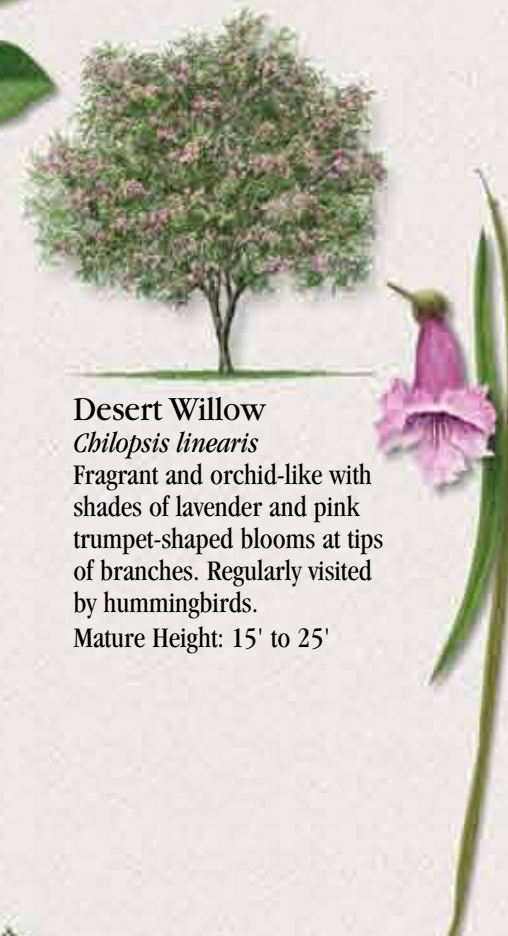 Desert Willow
Chilopsis linearis
Fragrant and orchid-like with
shades of lavender and pink
trumpet-shaped blooms at tips
of branches. Regularly visited
by hummingbirds.
Mature Height: 15' to 25'